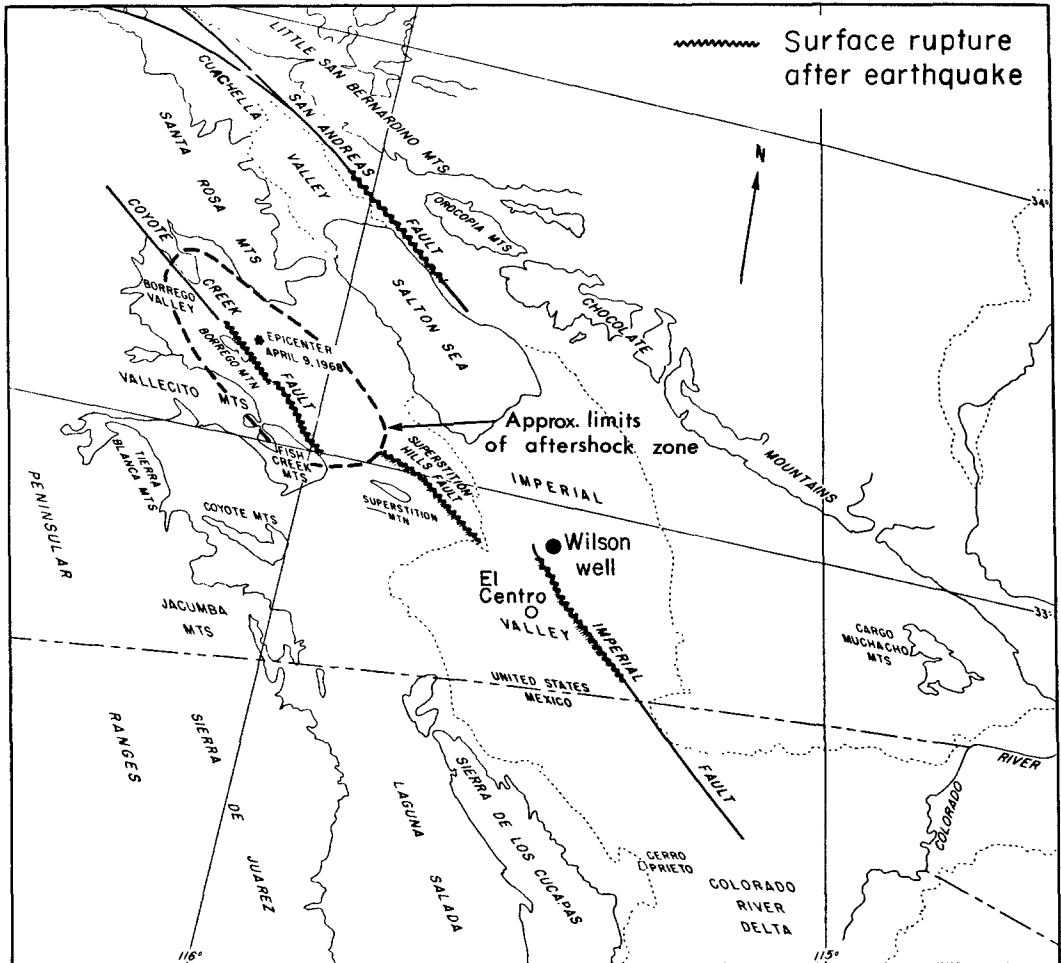 Surface rupture
after earthquake
LITTLE SAN BERNARDINO MTS
CUACHELLA
VALLEY
SAN ANDREAS
FAULT
SANTA
ROSA
MTS
N
34°
OROCOPIA MTS
COYOTE
CREEK
FAULT
BORREGO
VALLEY
BORREGO MTN
EPICENTER
APRIL 9, 1968
SALTON SEA
CHOCOLATE
MOUNTAINS
VALLECITO
MTS
Approx. limits
of aftershock zone
FISH
CREEK
MTS
TIERRA
BLANCA MTS
SUPERSTITION
HILLS FAULT
SUPERSTITION
MTN
COYOTE MTS
PENINSULAR
RANGES
IMPERIAL
VALLEY
Wilson
well
El
Centro
IMPERIAL
FAULT
33°
JACUMBA
MTS
CARGO
MUCHACHO
MTS
UNITED STATES
MEXICO
COLORADO
RIVER
SIERRA
DE
JUAREZ
LAGUNA
SALADA
SIERRA DE LOS CUCAPAS
CERRO
PRIETO
COLORADO
RIVER
DELTA
116°
115°